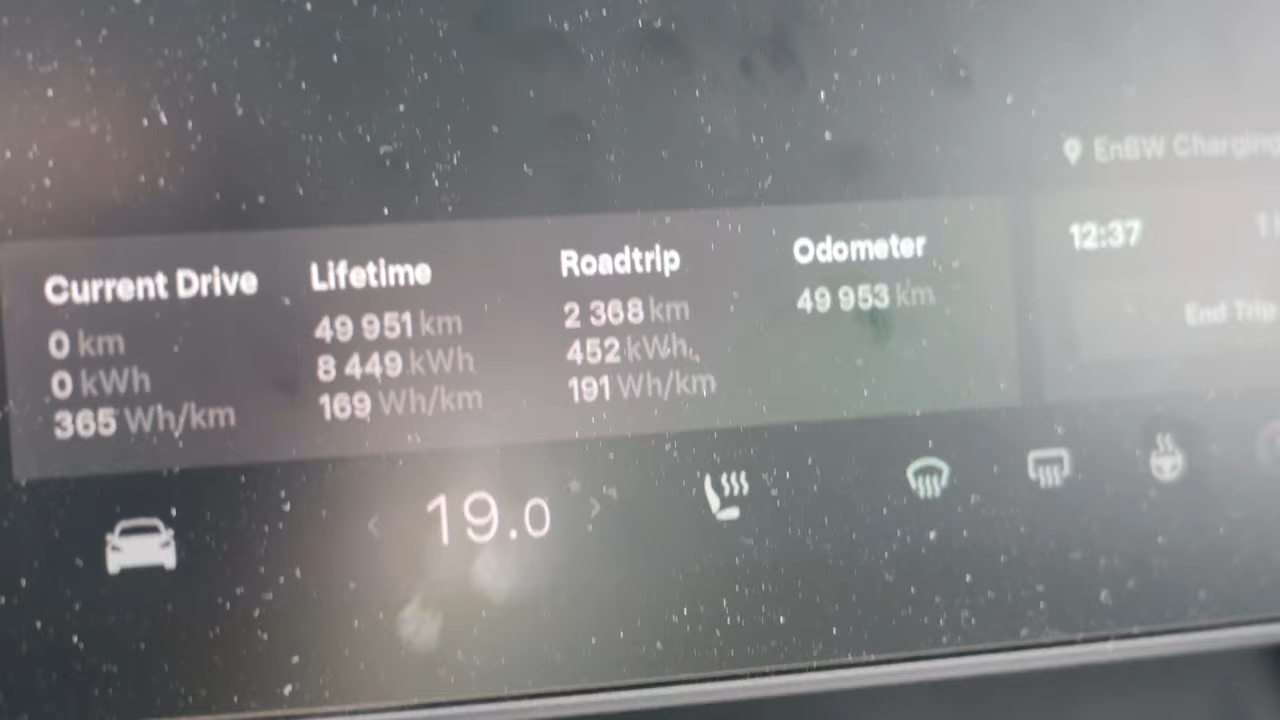 EnBW Charging
Current Drive
0 km
0 kWh
365 Wh/km
Lifetime
49 951 km
8 449 kWh
169 Wh/km
Roadtrip
2 368 km
452 kWh
191 Wh/km
Odometer
49 953 km
12:37
End Trip
19.0